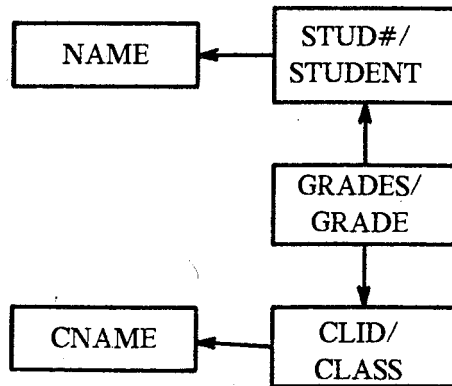 NAME
STUD#/
STUDENT
GRADES/
GRADE
CNAME
CLID/
CLASS